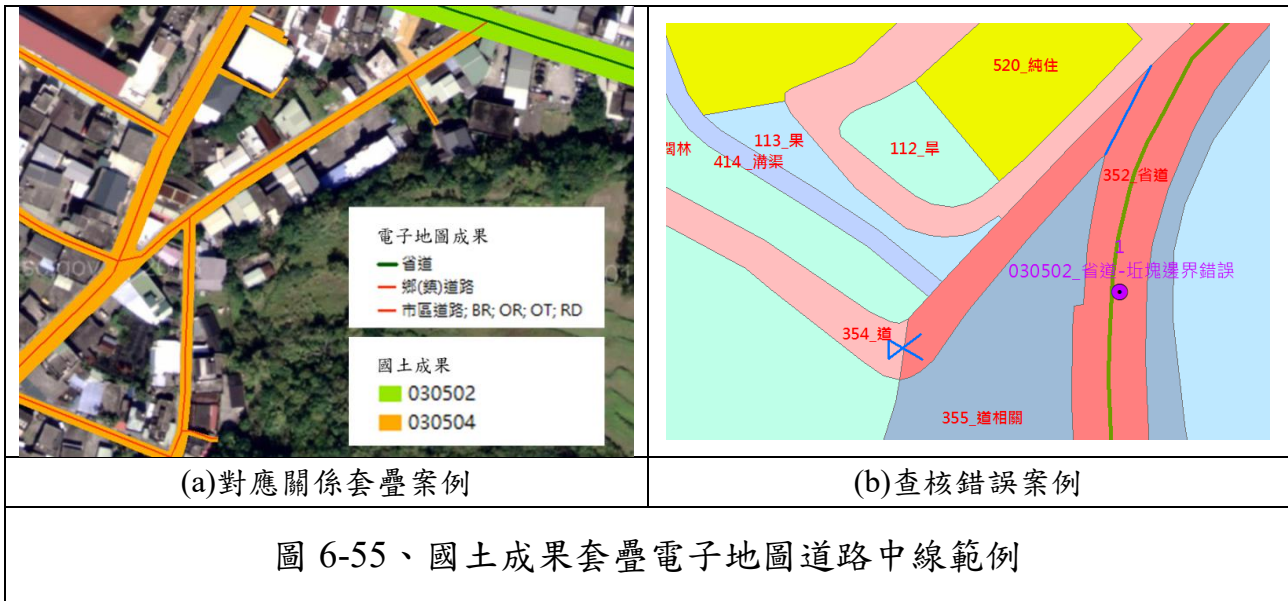 電子地圖成果
省道
鄉(鎮)道路
市區道路; BR; OR; OT; RD
國土成果
030502
030504
520_純住
113_果
112_旱
闊林
414_溝渠
352_省道
1
030502_省道-坵塊邊界錯誤
354_道
355_道相關
(a)對應關係套疊案例
(b)查核錯誤案例
圖 6-55、國土成果套疊電子地圖道路中線範例